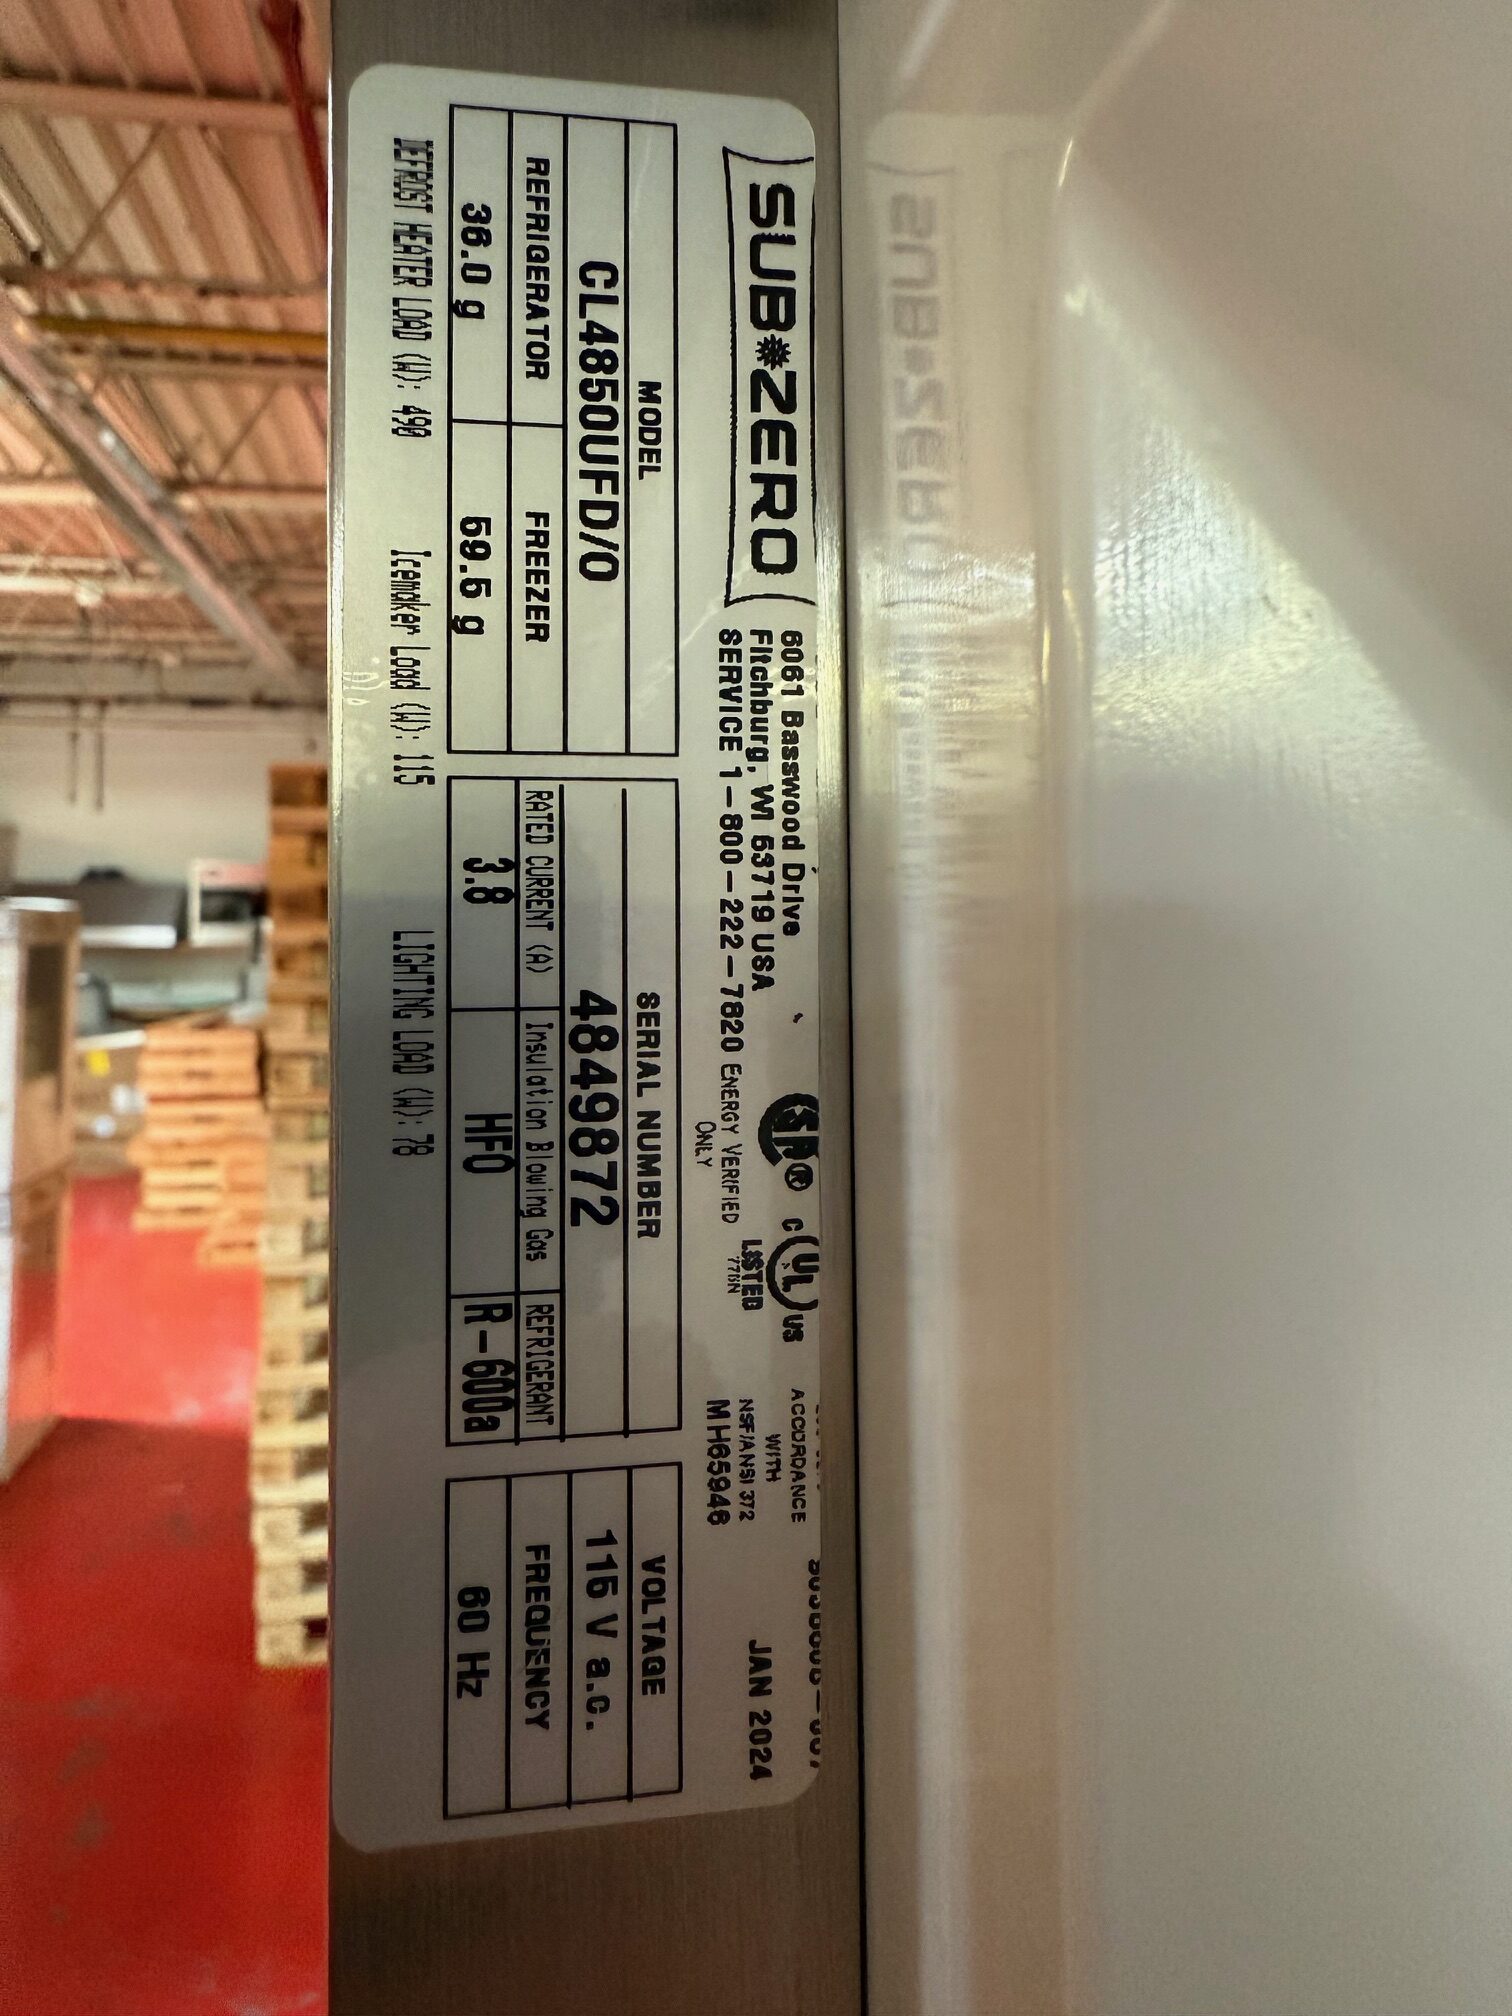 SUB ZERO
6061 Basswood Drive
Fitchburg, WI 53719 USA
SERVICE 1-800-222-7820
ENERGY VERIFIED
ONLY
C UL US
LISTED
77BN
ACCORDANCE
WITH
NSF/ANSI 372
MH65946
JAN 2024
MODEL
CL4850UFD/O
REFRIGERATOR FREEZER
36.0 g 59.5 g
SERIAL NUMBER
4849872
RATED CURRENT (A) Insulation Blowing Gas REFRIGERANT
3.8 HFO R-600a
VOLTAGE
115 V a.c.
FREQUENCY
60 Hz
DEFROST HEATER LOAD (W): 490 Icemaker Load (W): 115 LIGHTING LOAD (W): 78